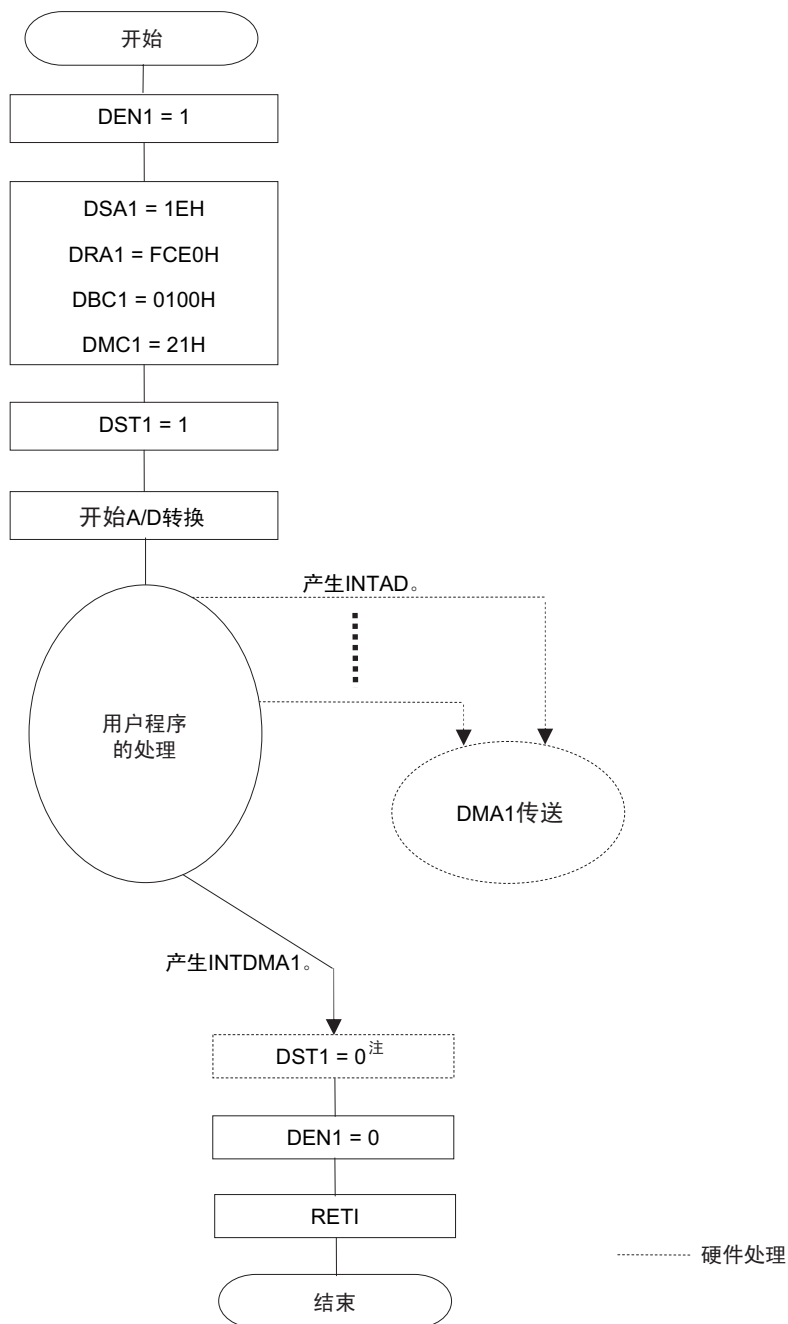 开始
DEN1 = 1
DSA1 = 1EH
DRA1 = FCE0H
DBC1 = 0100H
DMC1 = 21H
DST1 = 1
开始A/D转换
产生INTAD。
用户程序
的处理
DMA1传送
产生INTDMA1。
DST1 = 0注
DEN1 = 0
RETI
硬件处理
结束